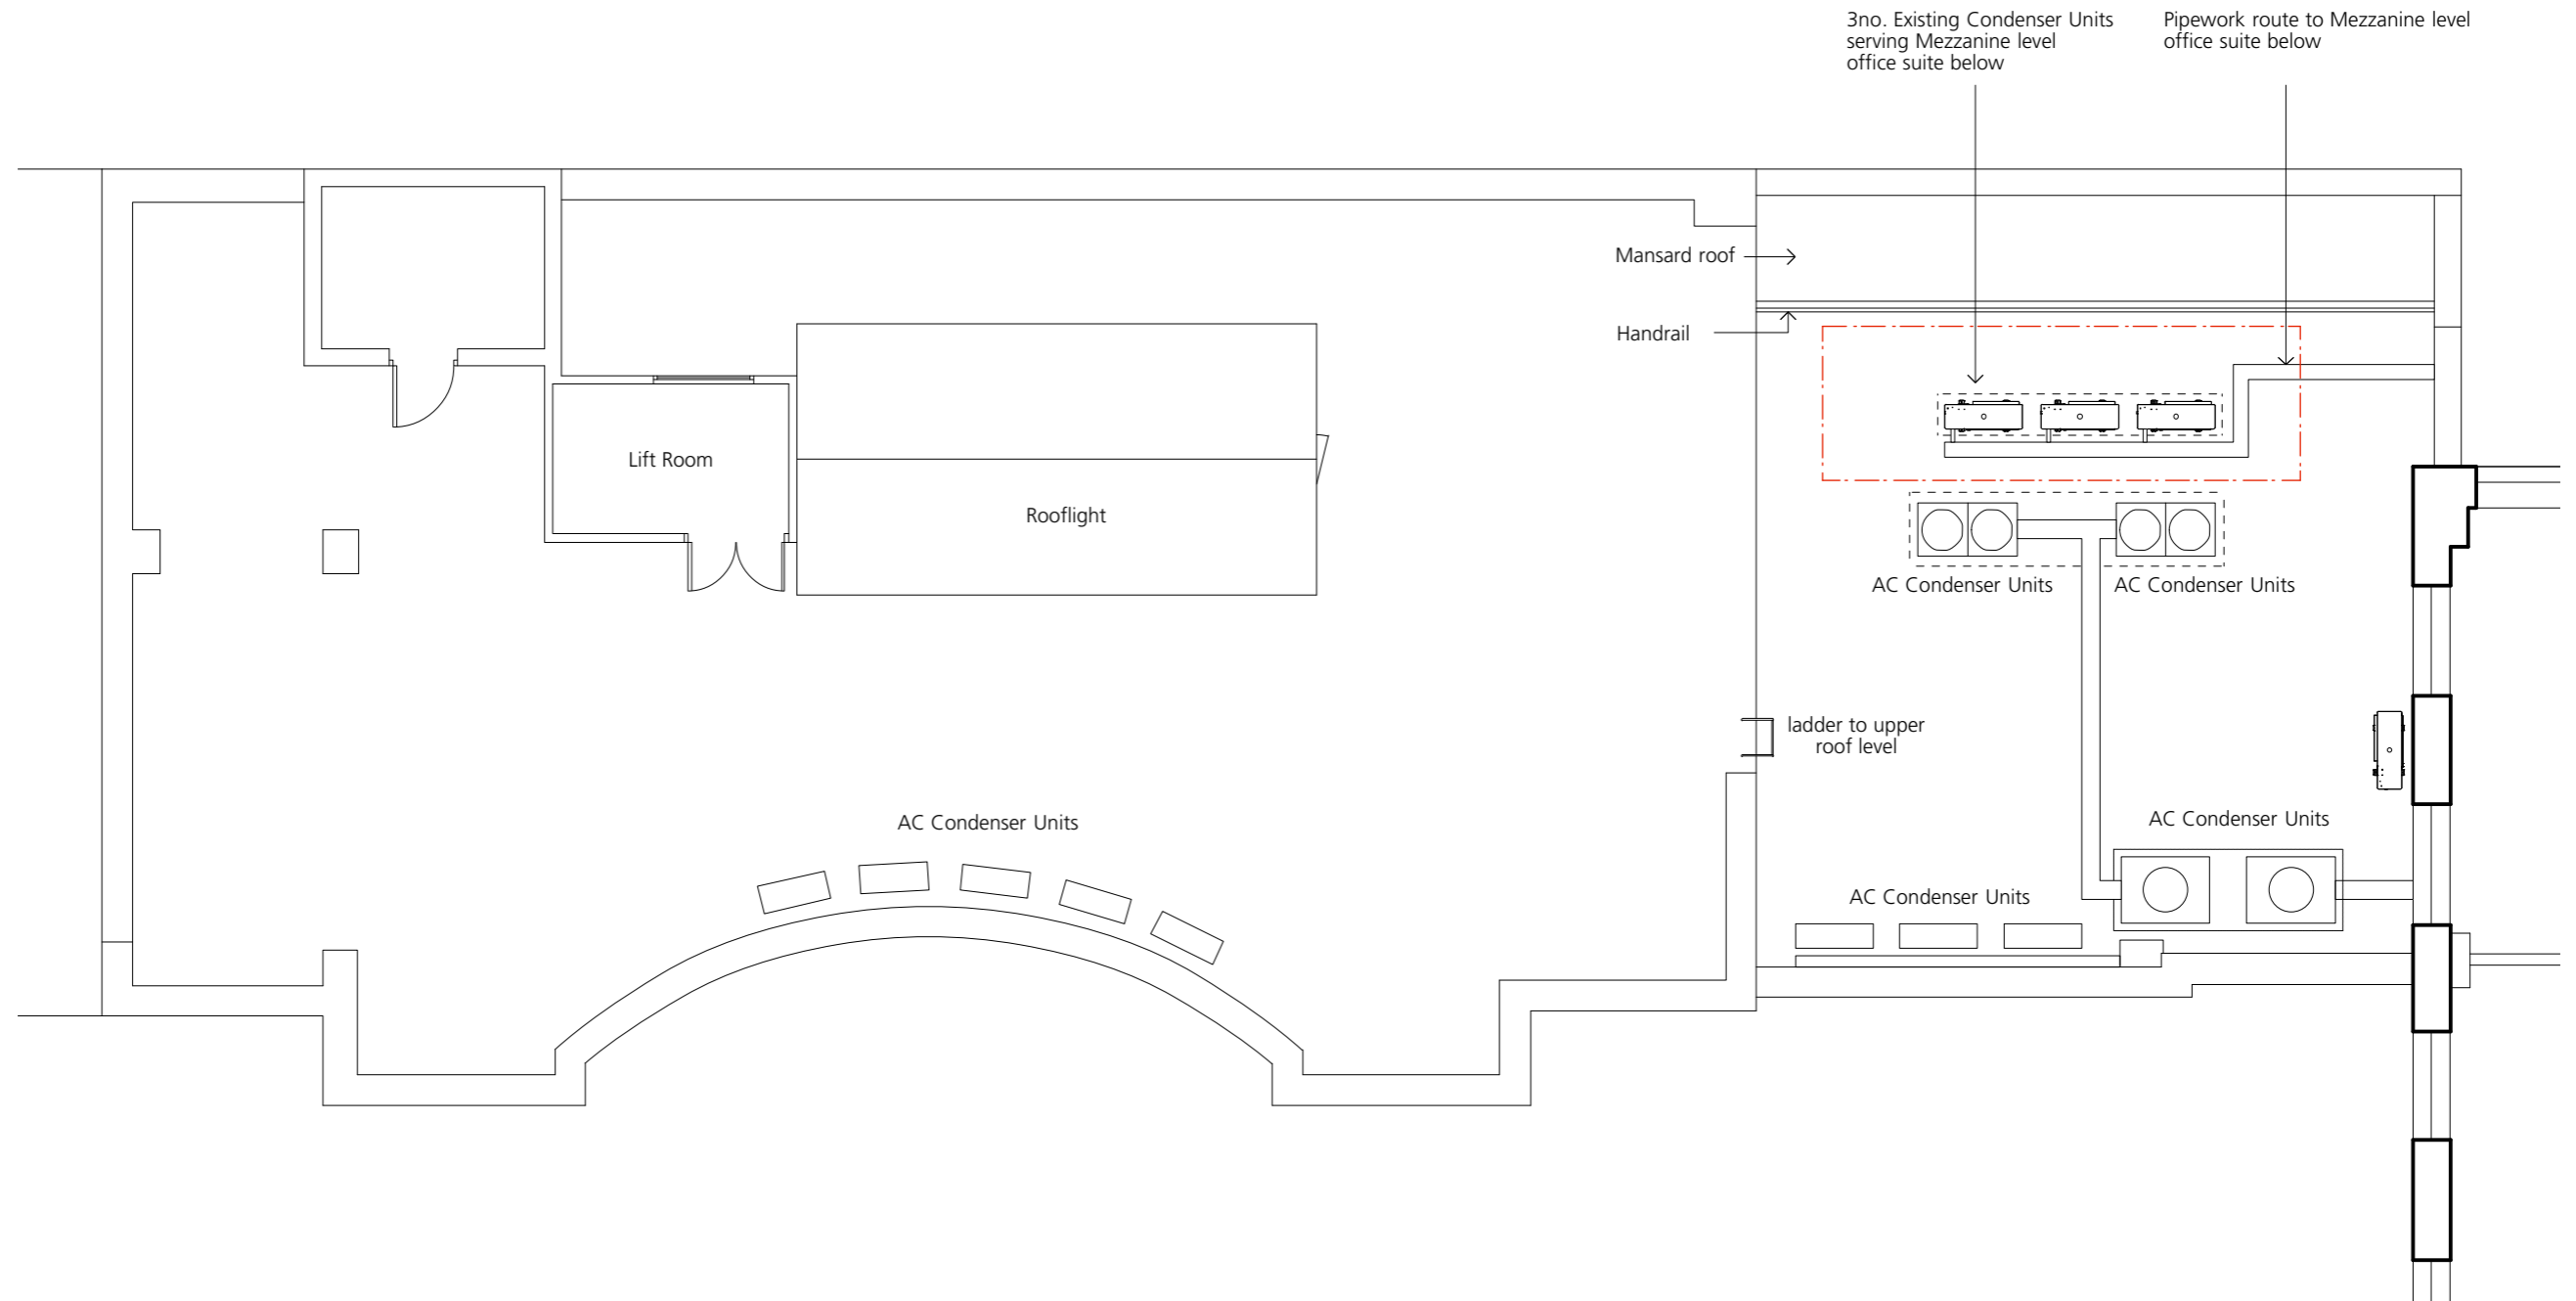 3no. Existing Condenser Units
serving Mezzanine level
office suite below
Pipework route to Mezzanine level
office suite below
Mansard roof
Handrail
Lift Room
Rooflight
AC Condenser Units
AC Condenser Units
ladder to upper
roof level
AC Condenser Units
AC Condenser Units
AC Condenser Units